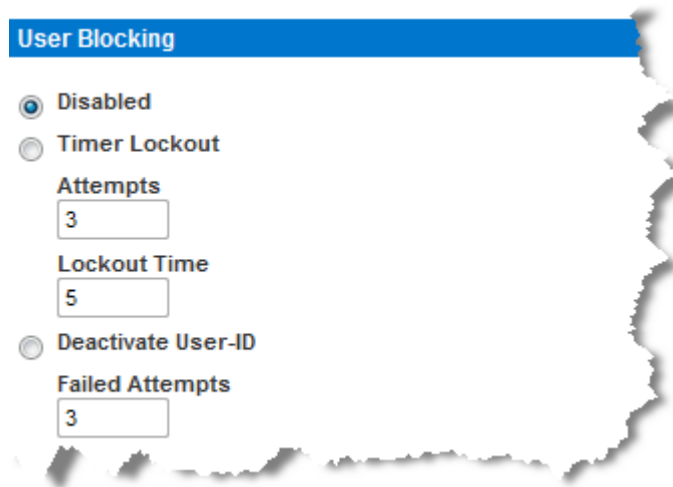 User Blocking
Disabled
Timer Lockout
Attempts
3
Lockout Time
5
Deactivate User-ID
Failed Attempts
3